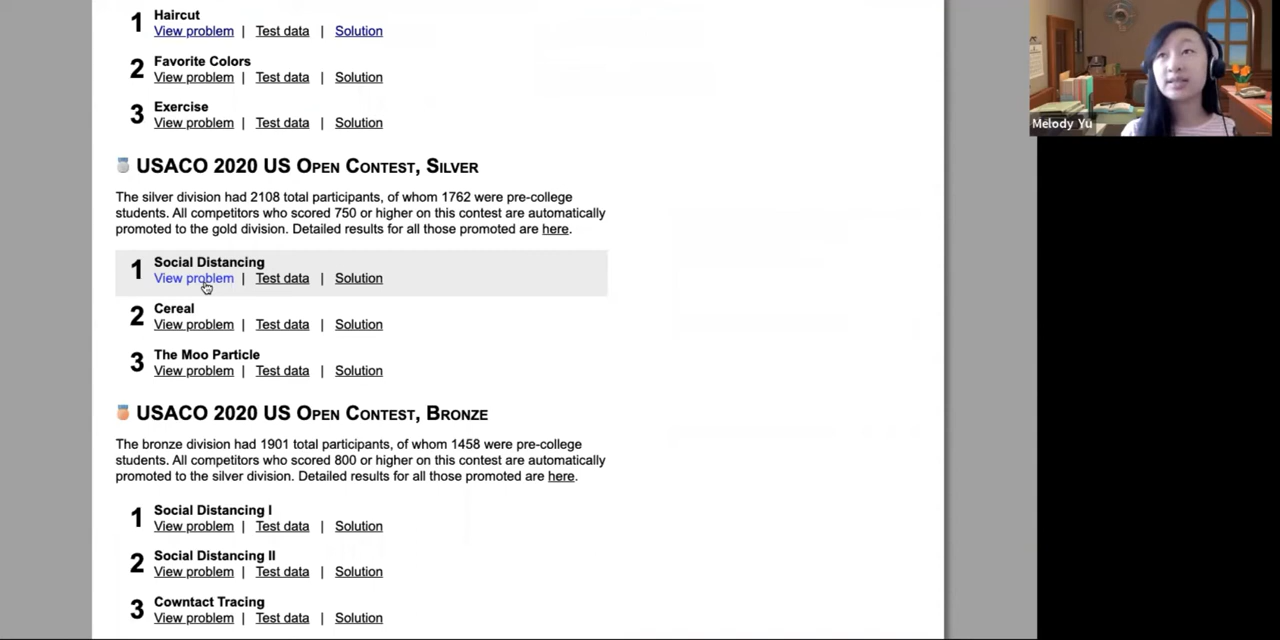 1 Haircut
View problem | Test data | Solution
2 Favorite Colors
View problem | Test data | Solution
3 Exercise
View problem | Test data | Solution
USACO 2020 US Open Contest, Silver
The silver division had 2108 total participants, of whom 1762 were pre-college
students. All competitors who scored 750 or higher on this contest are automatically
promoted to the gold division. Detailed results for all those promoted are here.
1 Social Distancing
View problem | Test data | Solution
2 Cereal
View problem | Test data | Solution
3 The Moo Particle
View problem | Test data | Solution
USACO 2020 US Open Contest, Bronze
The bronze division had 1901 total participants, of whom 1458 were pre-college
students. All competitors who scored 800 or higher on this contest are automatically
promoted to the silver division. Detailed results for all those promoted are here.
1 Social Distancing I
View problem | Test data | Solution
2 Social Distancing II
View problem | Test data | Solution
3 Cowntact Tracing
View problem | Test data | Solution
Melody Yu